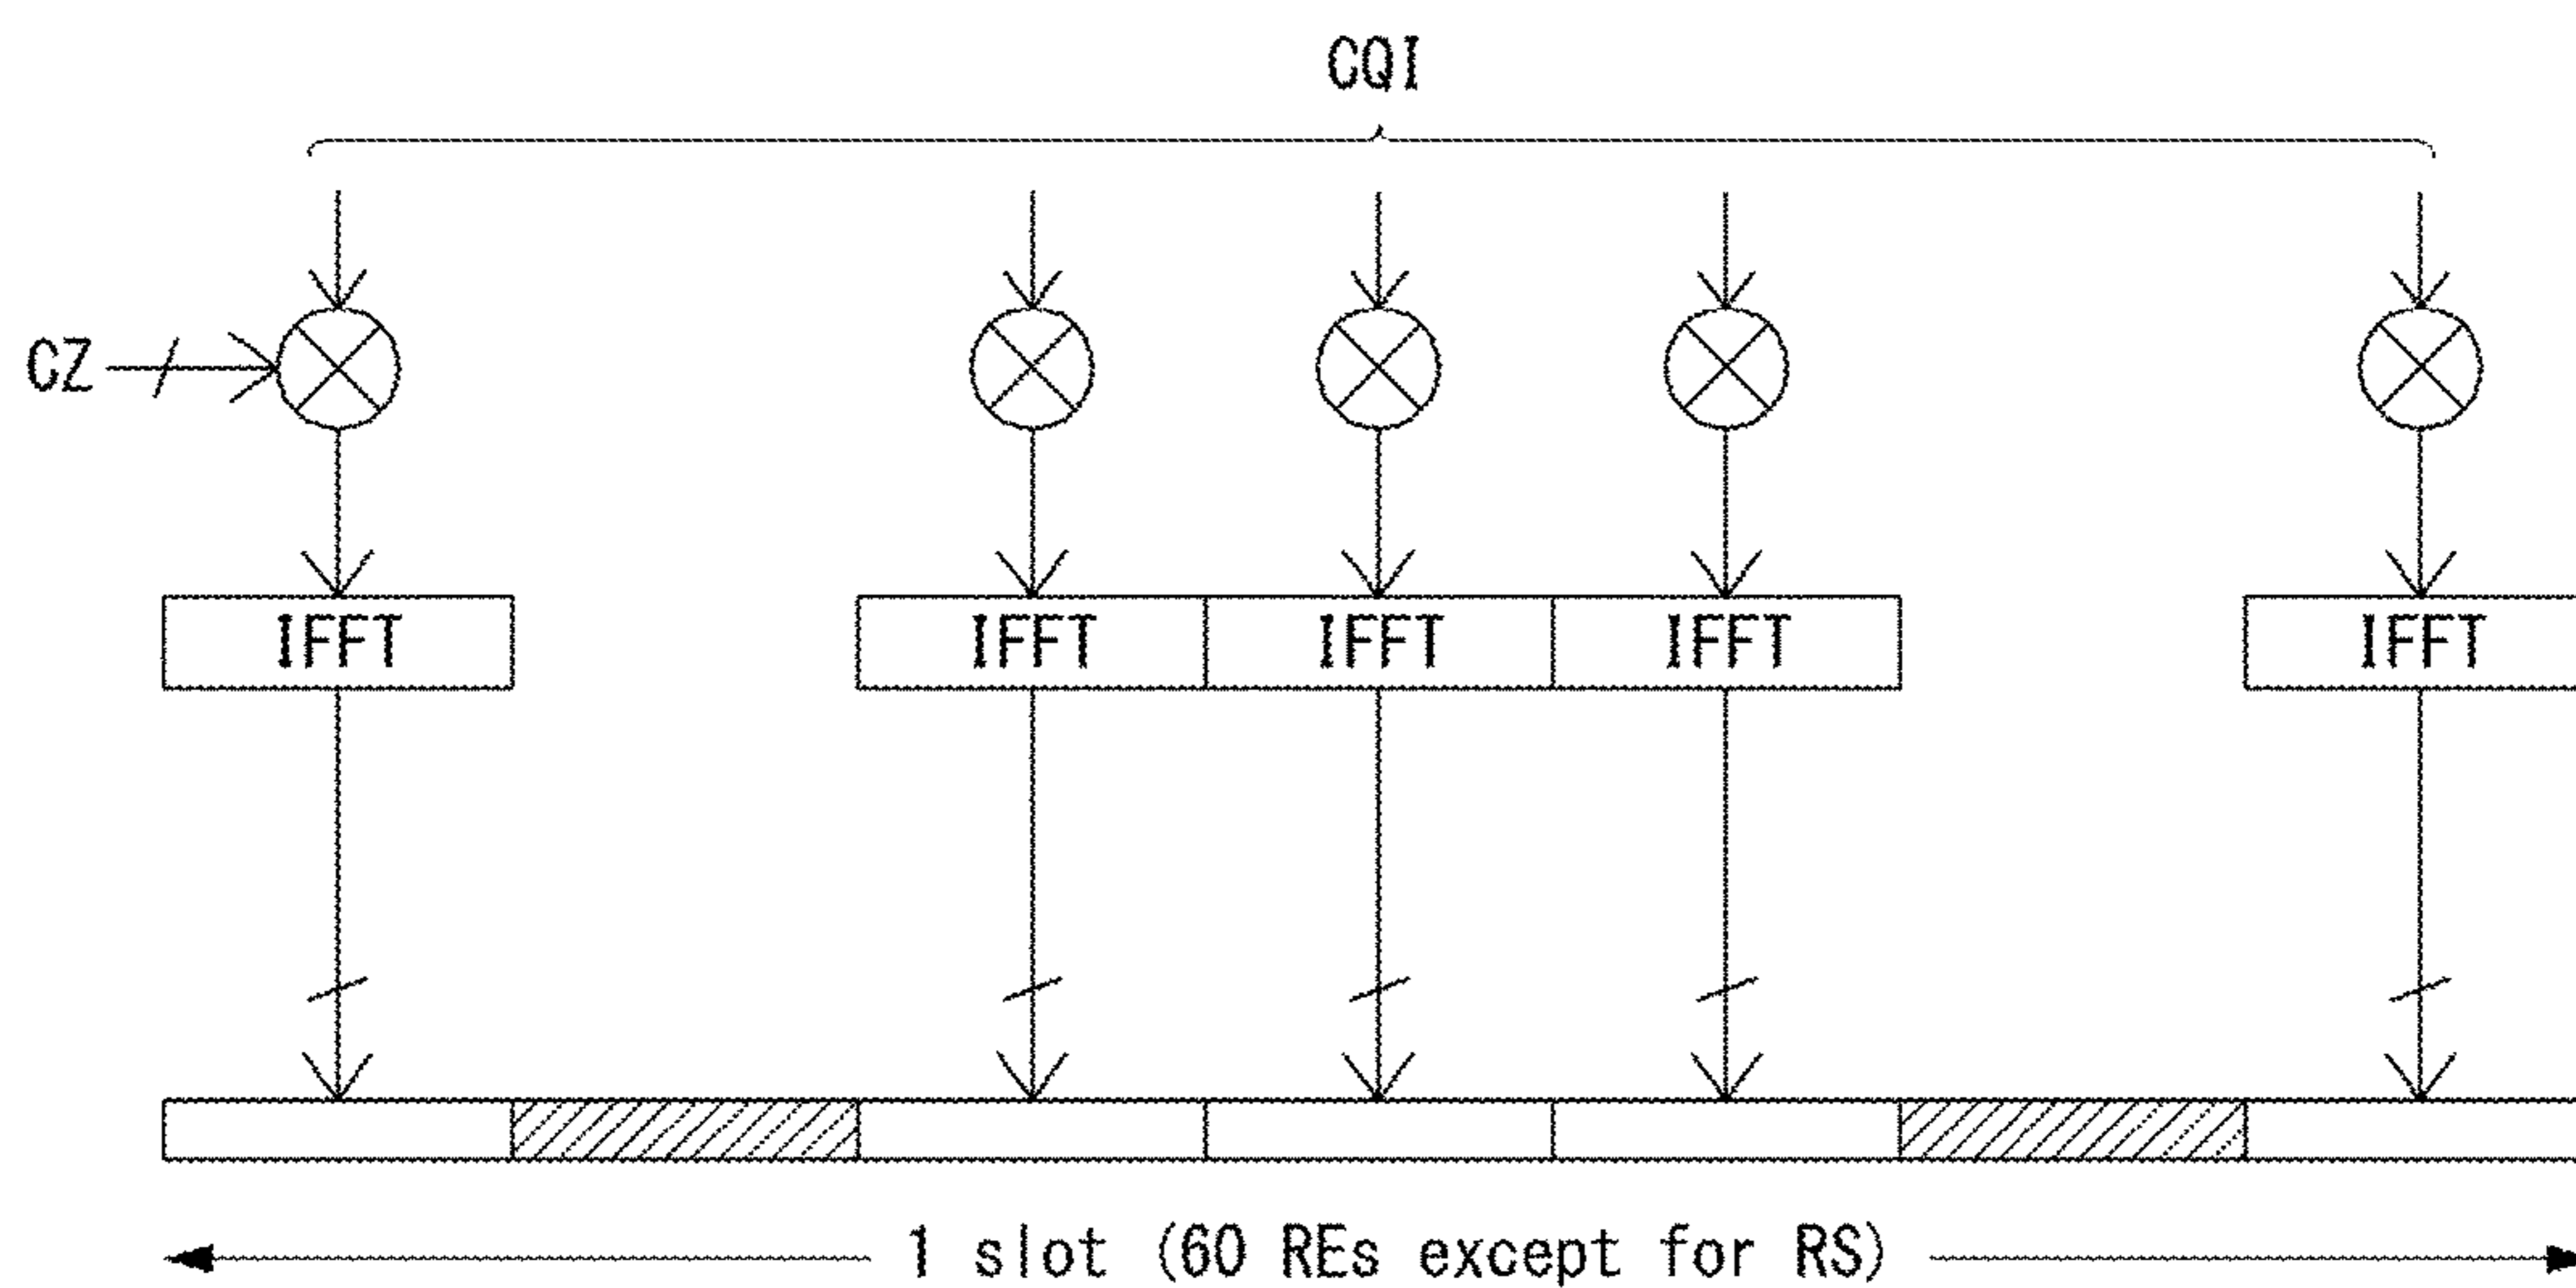 CQI
CZ
IFFT IFFT IFFT IFFT IFFT
1 slot (60 REs except for RS)